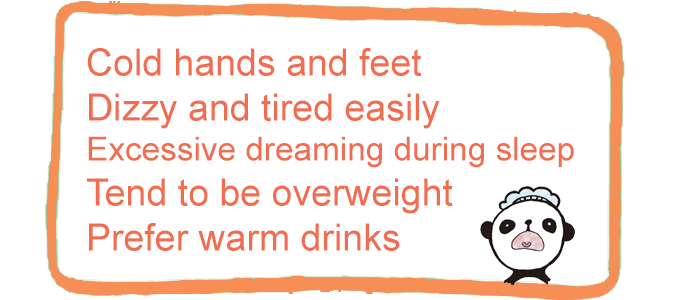 Cold hands and feet
Dizzy and tired easily
Excessive dreaming during sleep
Tend to be overweight
Prefer warm drinks